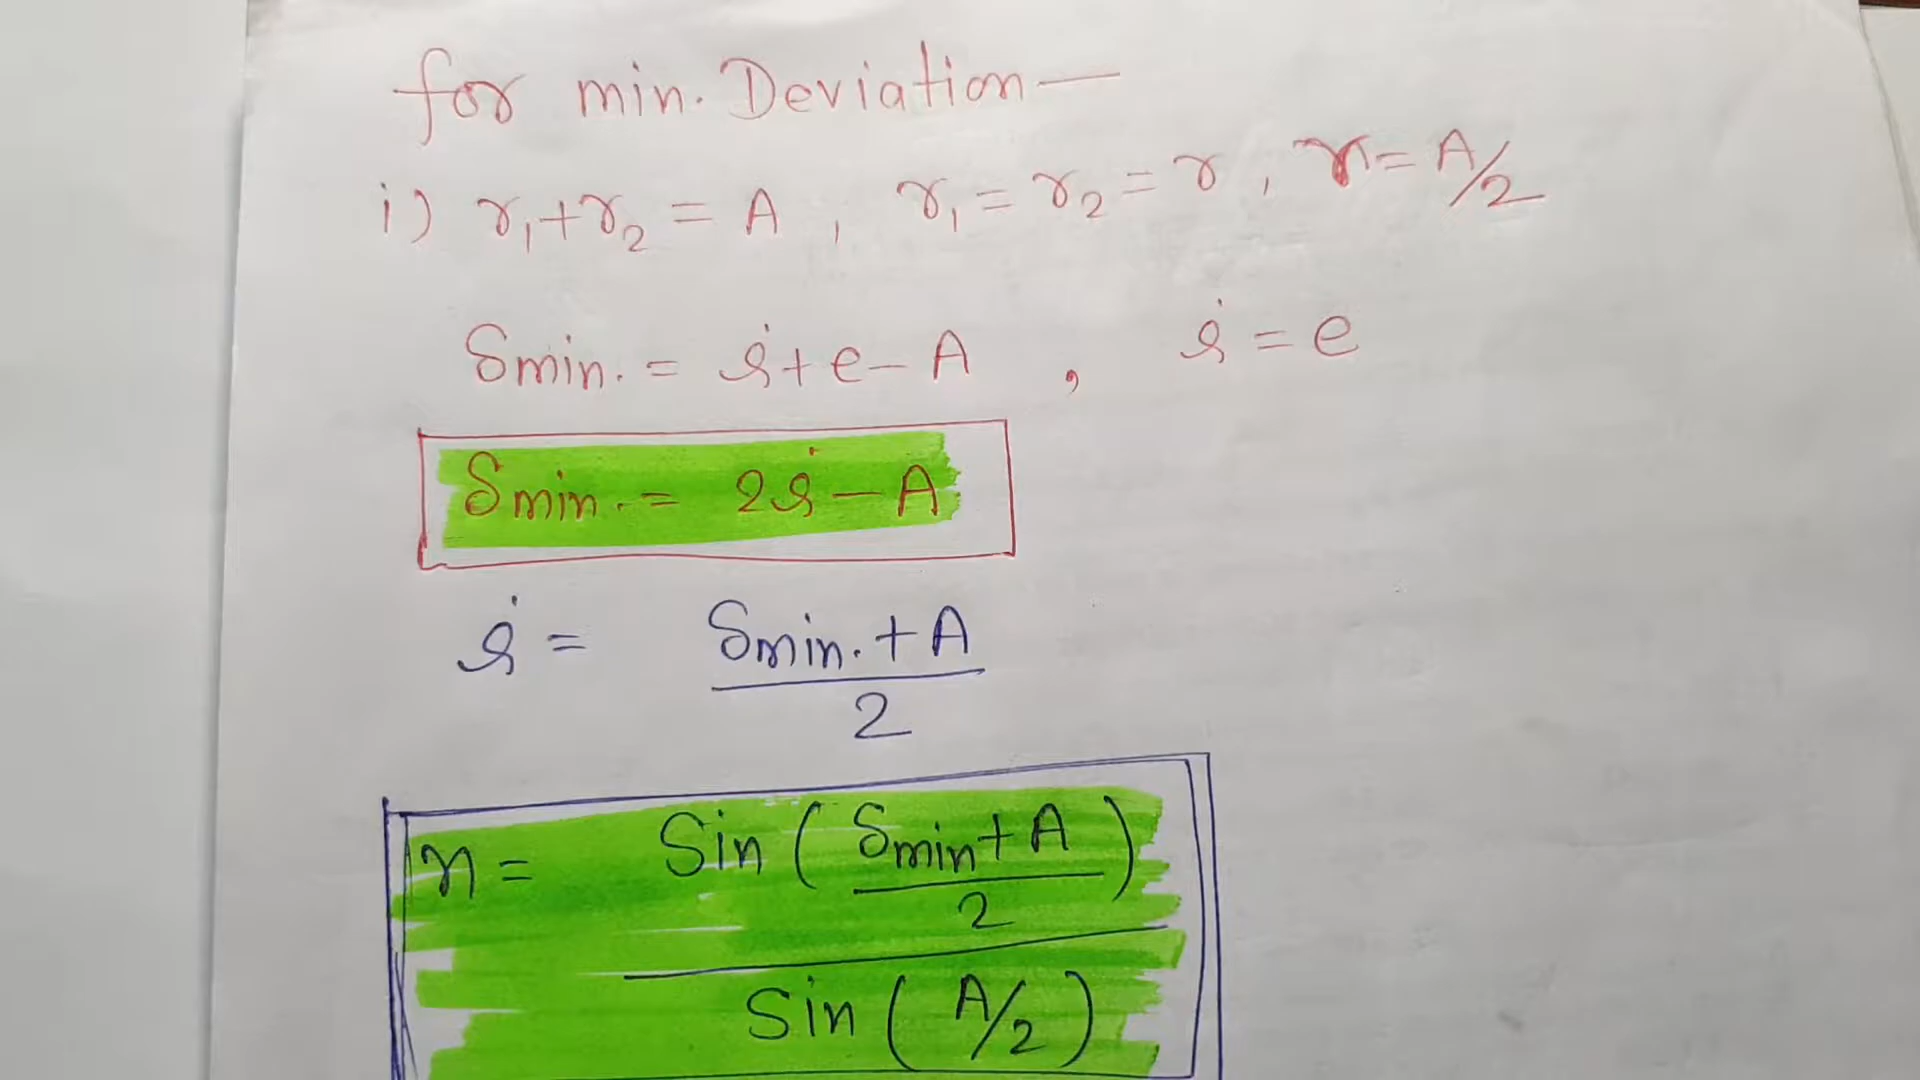 for min. Deviation—
i) r₁+r₂ = A , r₁ = r₂ = r , r = A/2
δmin. = i + e - A , i = e
δmin. = 2i - A
i = δmin. + A / 2
n = Sin ( δmin + A / 2 ) / Sin ( A/2 )